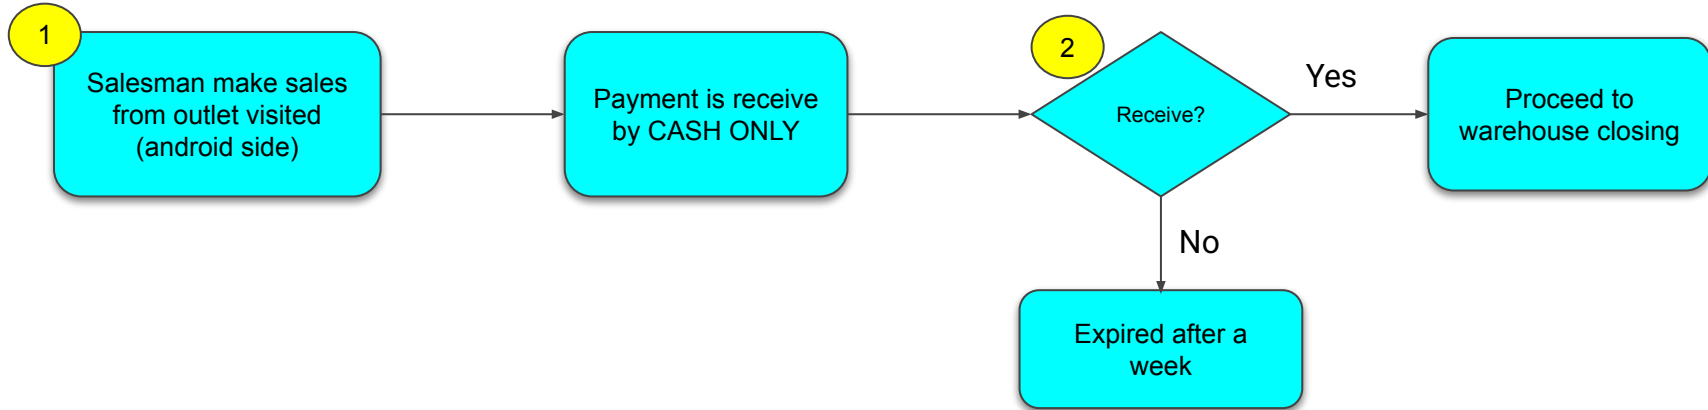 1
Salesman make sales
from outlet visited
(android side)
Payment is receive
by CASH ONLY
2
Receive?
Yes
Proceed to
warehouse closing
No
Expired after a
week